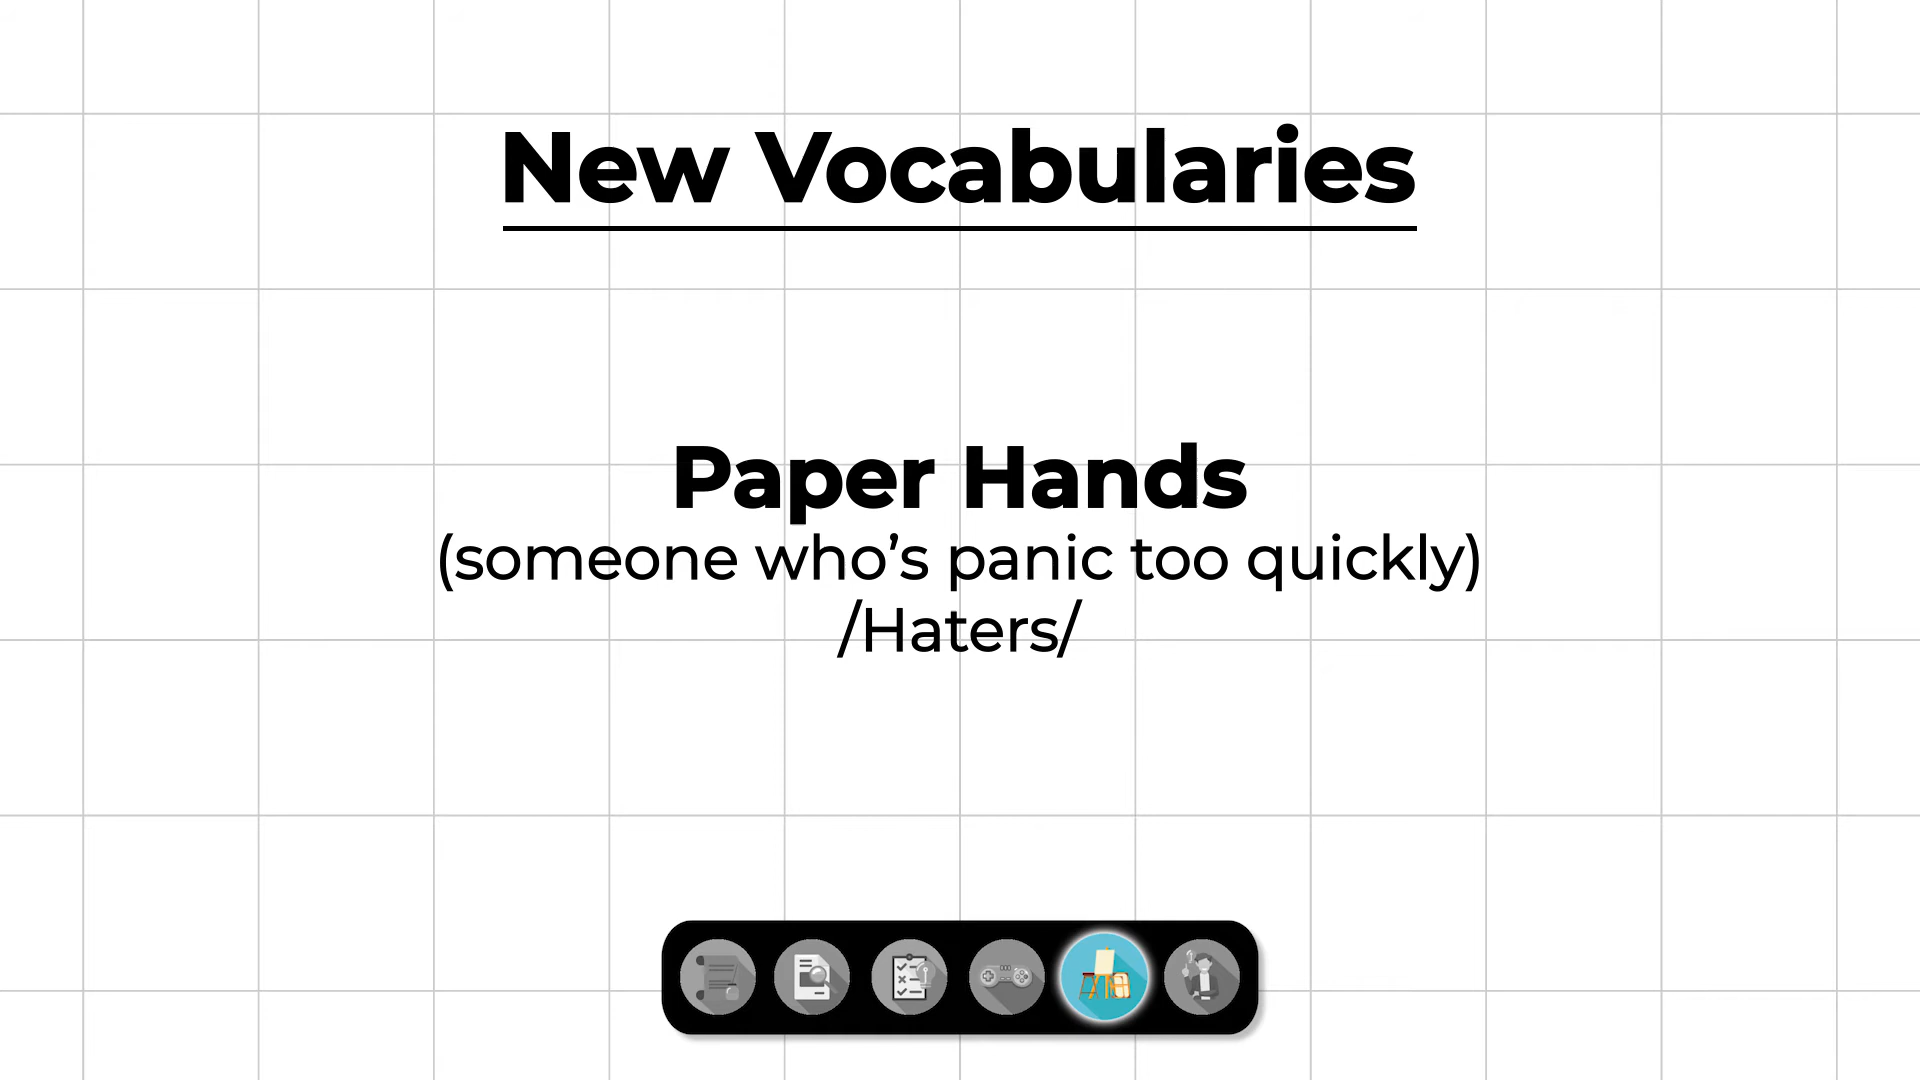 New Vocabularies
Paper Hands
(someone who’s panic too quickly)
/Haters/